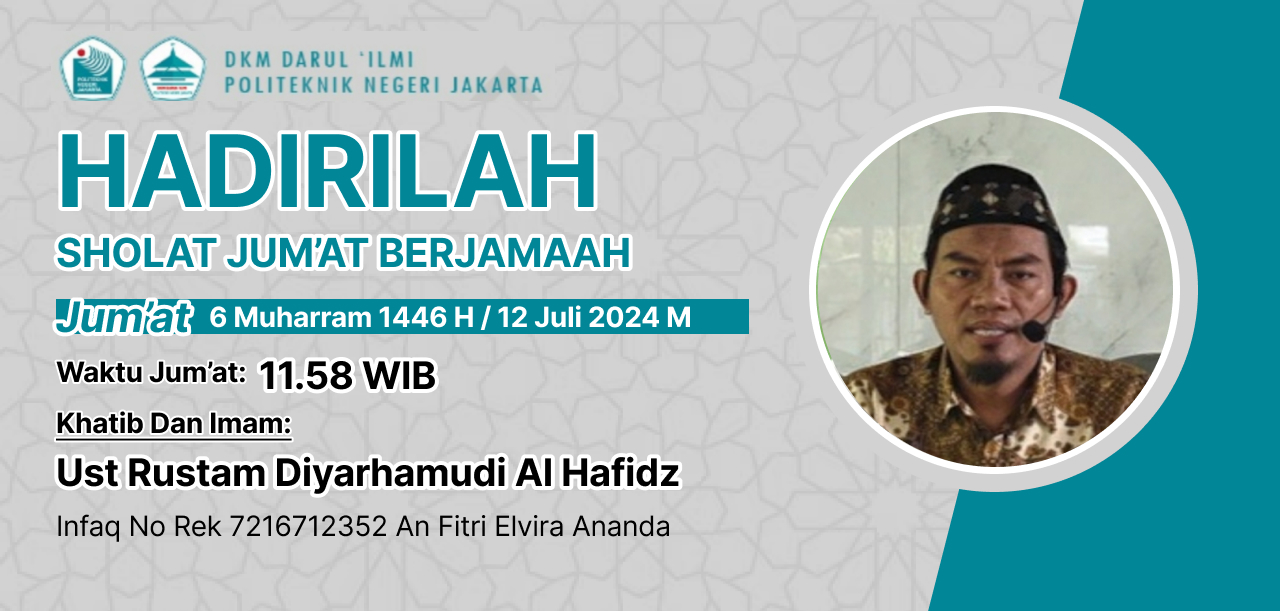 DKM DARUL ‘ILMI
POLITEKNIK NEGERI JAKARTA
HADIRILAH
SHOLAT JUM’AT BERJAMAAH
Jum’at 6 Muharram 1446 H / 12 Juli 2024 M
Waktu Jum’at: 11.58 WIB
Khatib Dan Imam:
Ust Rustam Diyarhamudi Al Hafidz
Infaq No Rek 7216712352 An Fitri Elvira Ananda